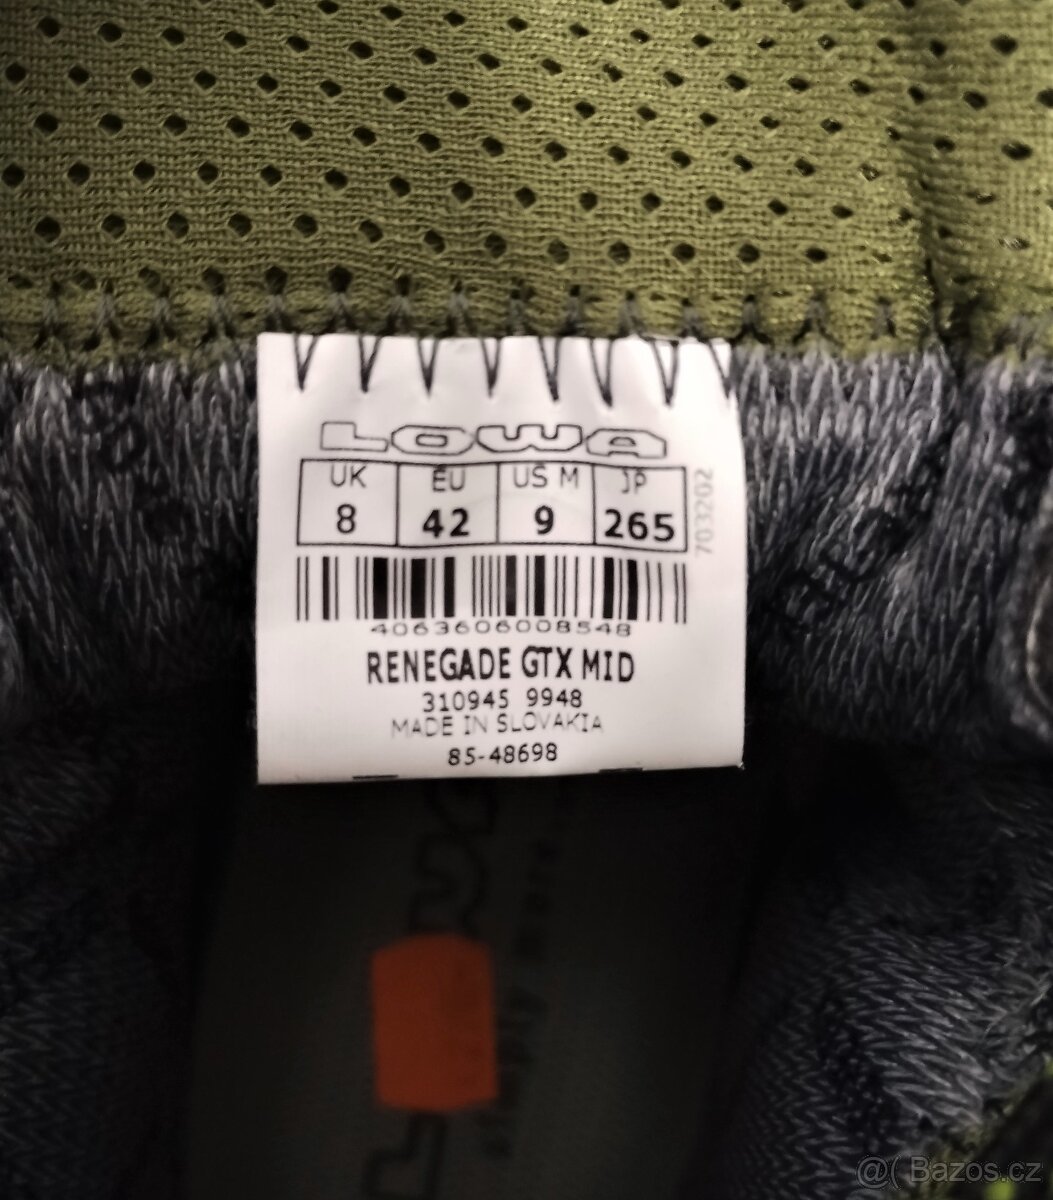 LOWA
UK EU US M JP
8 42 9 265
703202
4063606008548
RENEGADE GTX MID
310945 9948
MADE IN SLOVAKIA
85-48698
@( Bazos.cz